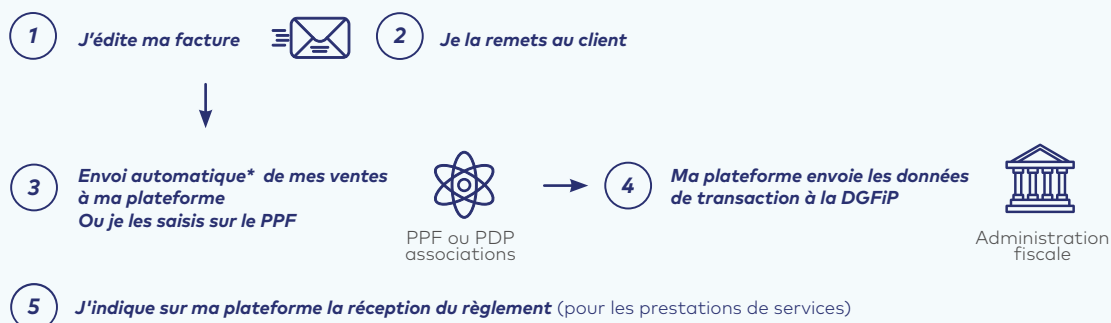 1 J'édite ma facture
2 Je la remets au client
3 Envoi automatique* de mes ventes
à ma plateforme
Ou je les saisis sur le PPF
PPF ou PDP
associations
4 Ma plateforme envoie les données
de transaction à la DGFiP
Administration
fiscale
5 J'indique sur ma plateforme la réception du règlement (pour les prestations de services)